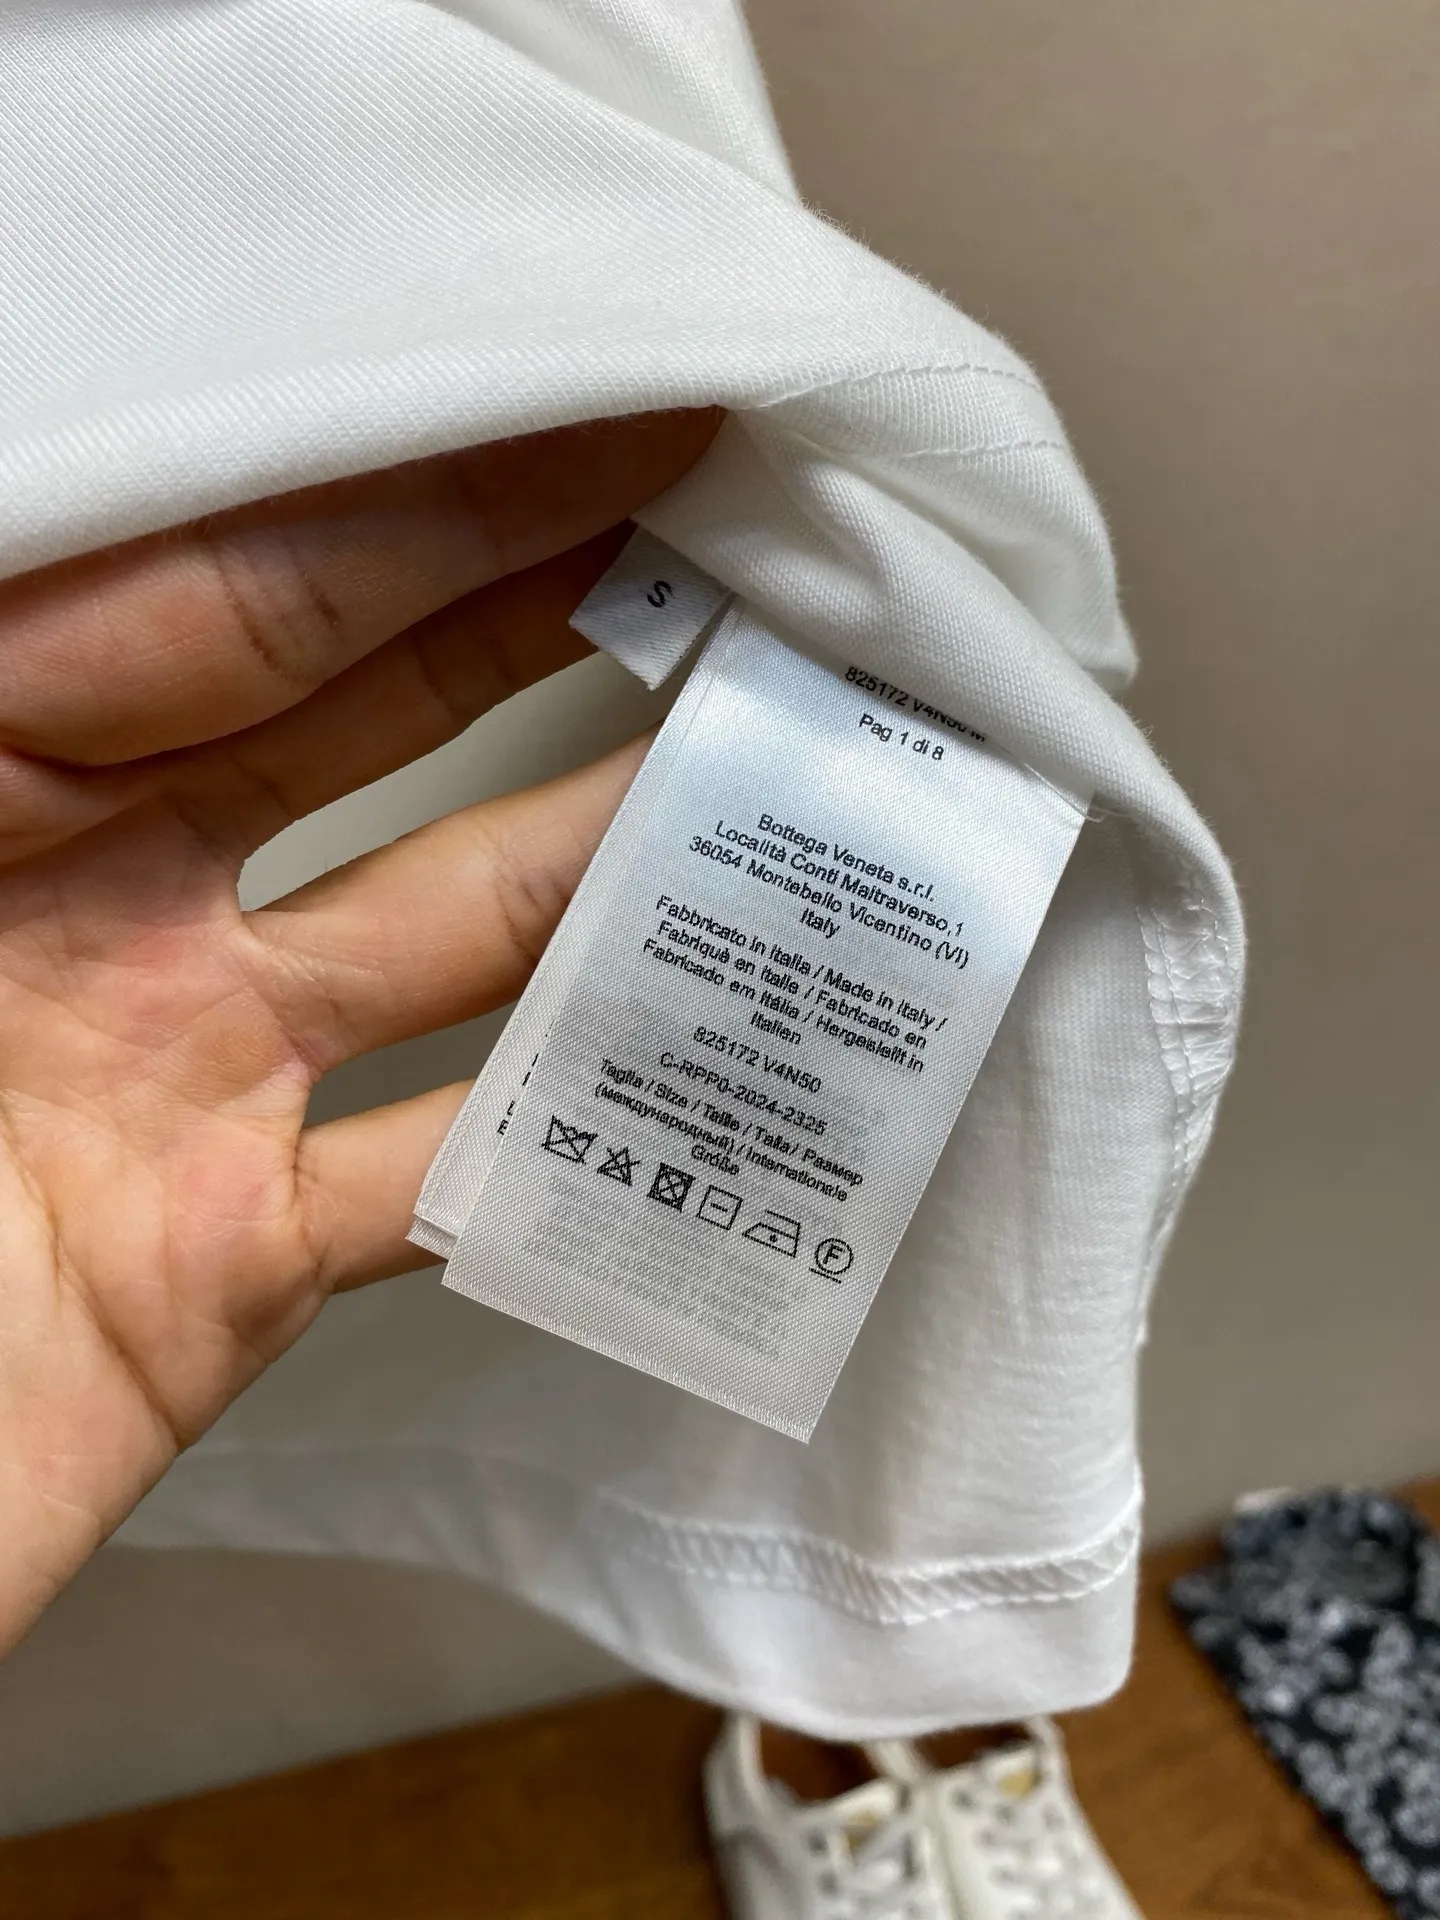 S
825172 V4N50 M
Pag 1 di 8
Bottega Veneta s.r.l.
Località Conti Maltraverso,1
36054 Montebello Vicentino (VI)
Italy
Fabbricato in Italia / Made in Italy /
Fabriqué en Italie / Fabricado en
Fabricado em Itália / Hergestellt in
Italien
825172 V4N50
C-RPP0-2024-2325
Taglia / Size / Taille / Talla / Размер
(международный) / Internationale
Größe
F
E